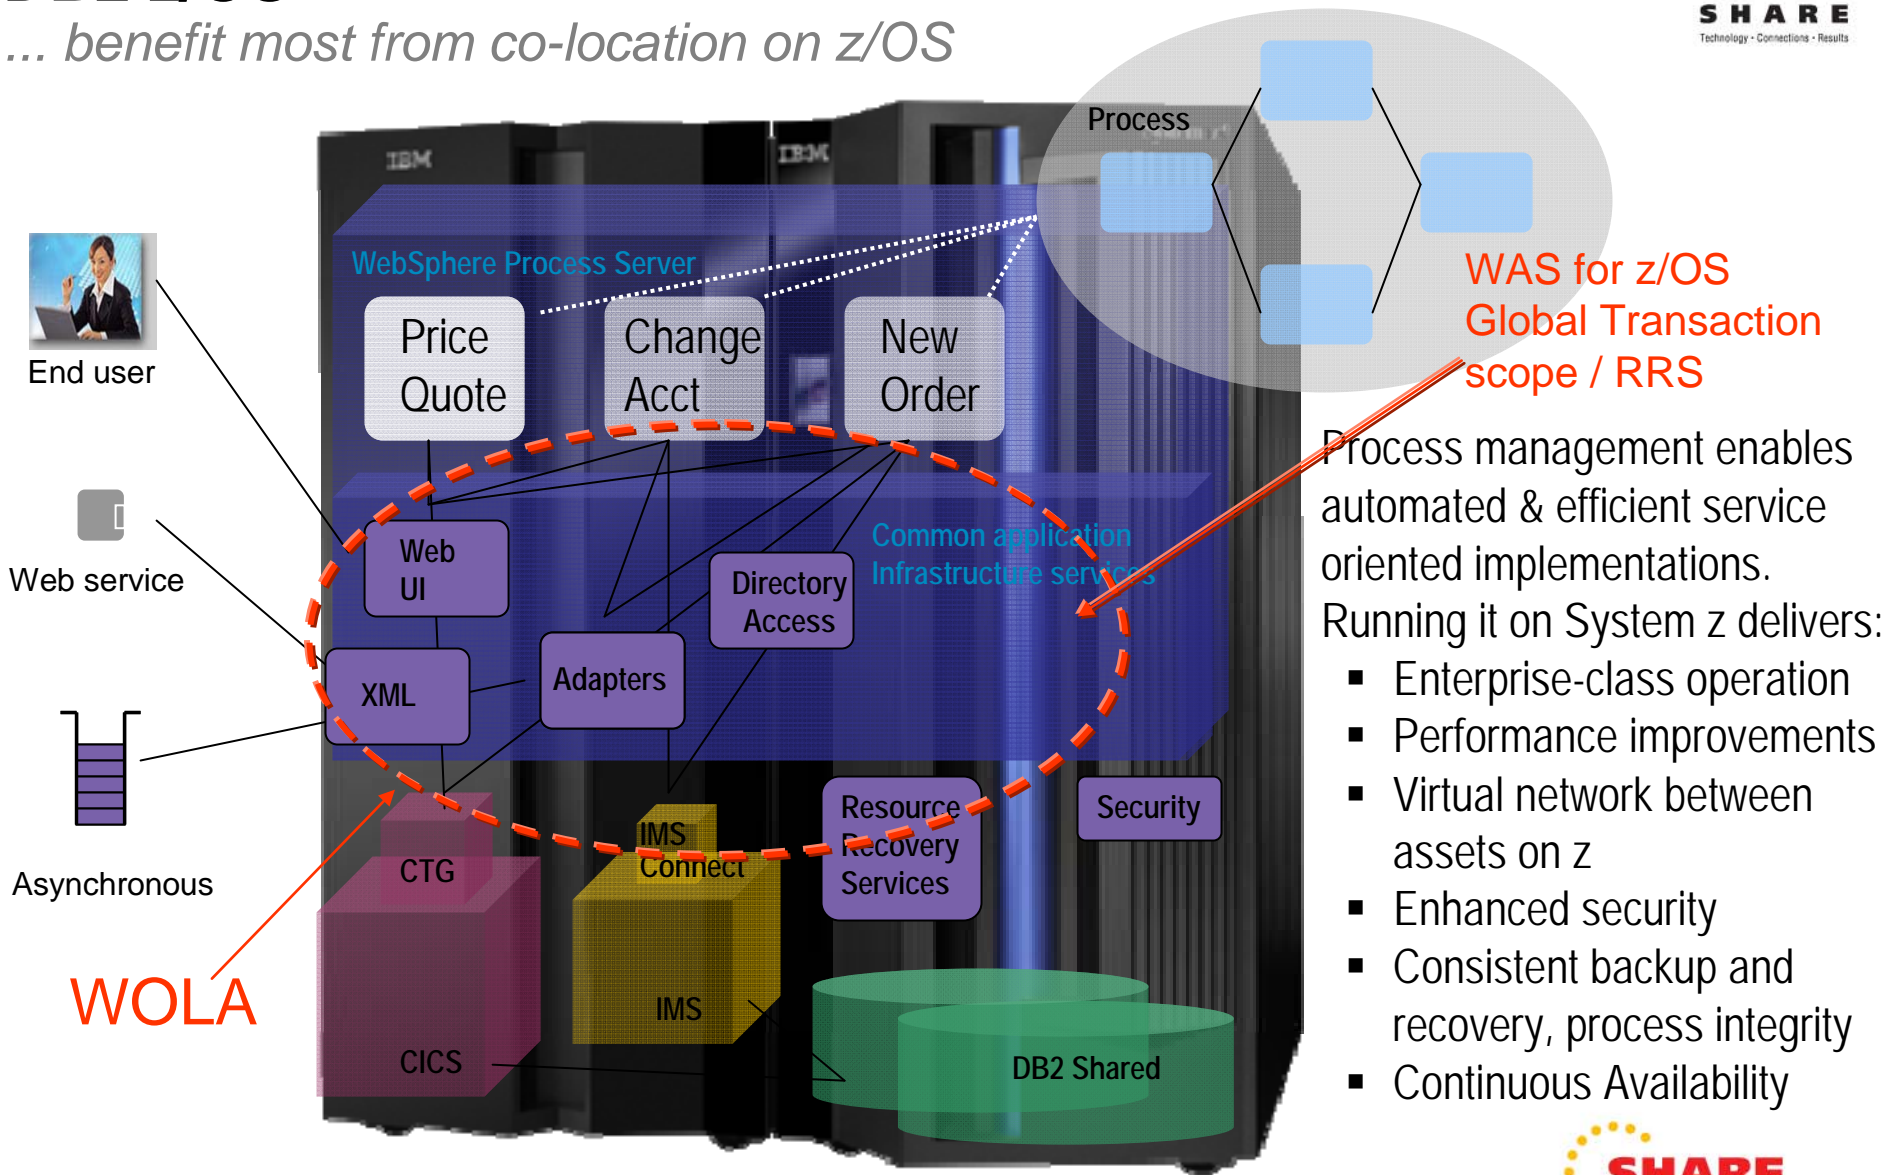 ... benefit most from co-location on z/OS
SHARE
Technology · Connections · Results
IBM
IBM
Process
WebSphere Process Server
Price
Quote
Change
Acct
New
Order
WAS for z/OS
Global Transaction
scope / RRS
End user
Web service
Asynchronous
Common application
Infrastructure services
Web
UI
Directory
Access
Adapters
XML
Resource
Recovery
Services
Security
CTG
IMS
Connect
WOLA
CICS
IMS
DB2 Shared
Process management enables
automated & efficient service
oriented implementations.
Running it on System z delivers:
▪ Enterprise-class operation
▪ Performance improvements
▪ Virtual network between
assets on z
▪ Enhanced security
▪ Consistent backup and
recovery, process integrity
▪ Continuous Availability
SHARE